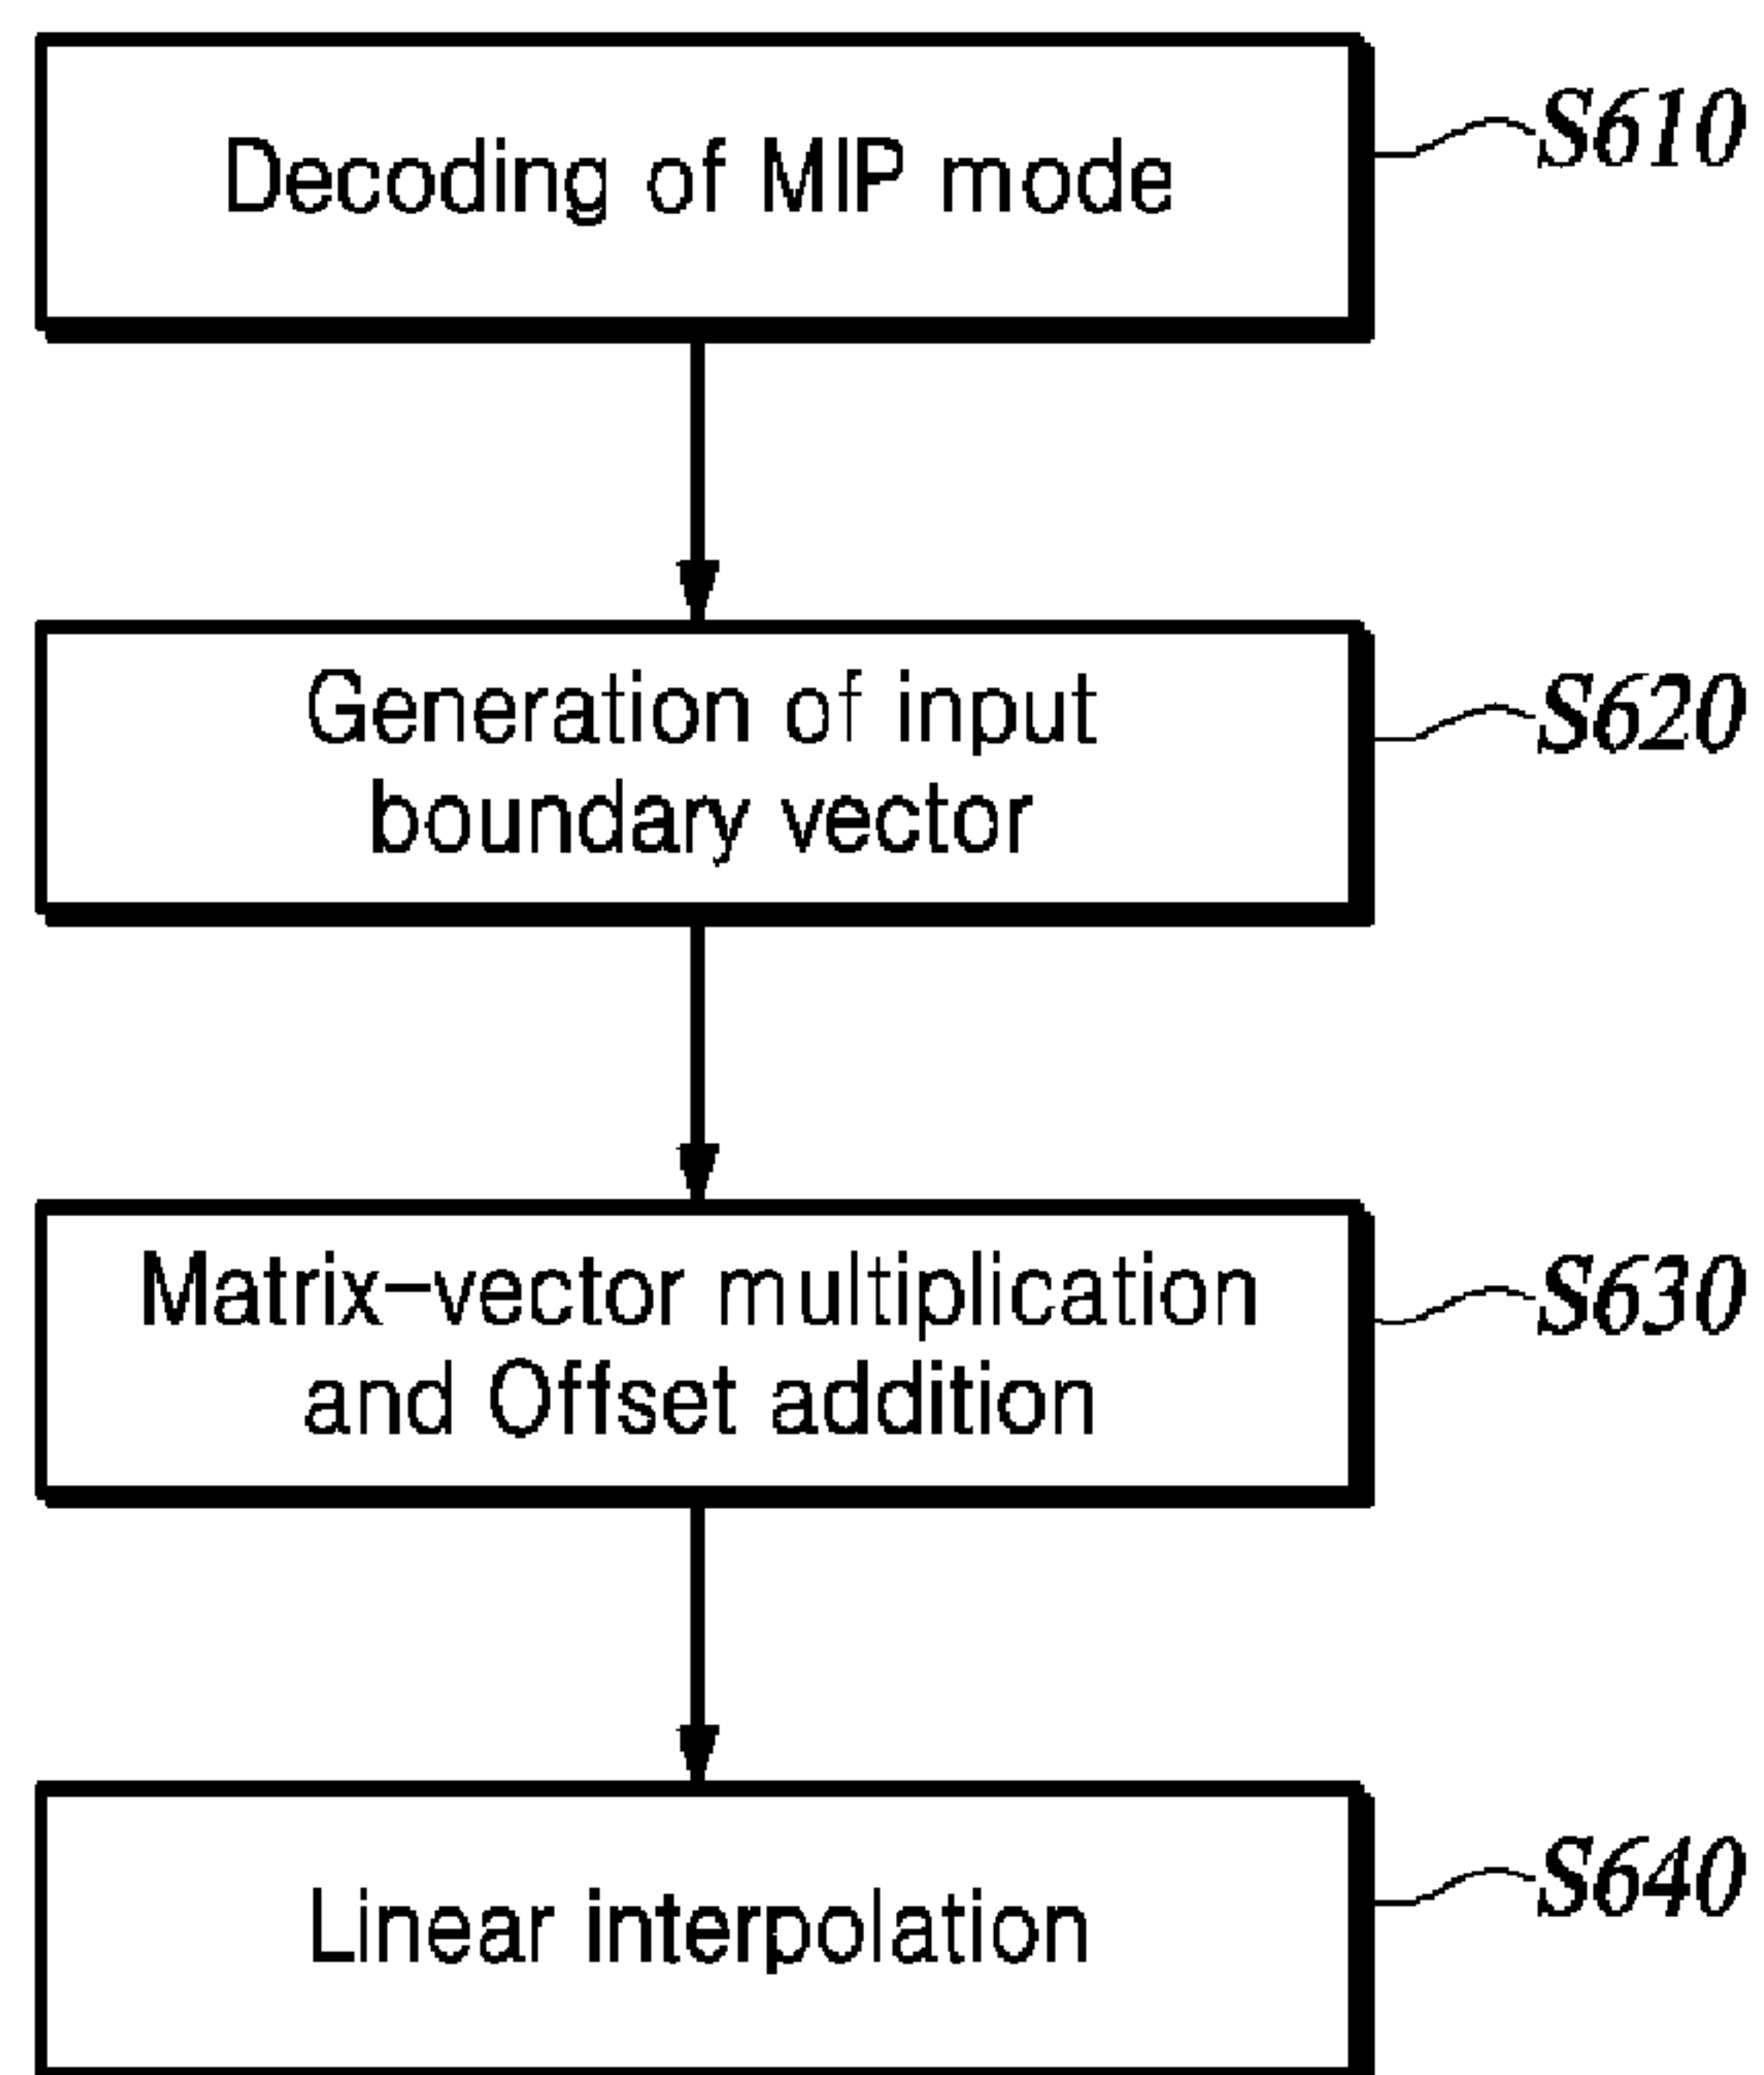 Decoding of MIP mode
S610
Generation of input
boundary vector
S620
Matrix-vector multiplication
and Offset addition
S630
Linear interpolation
S640